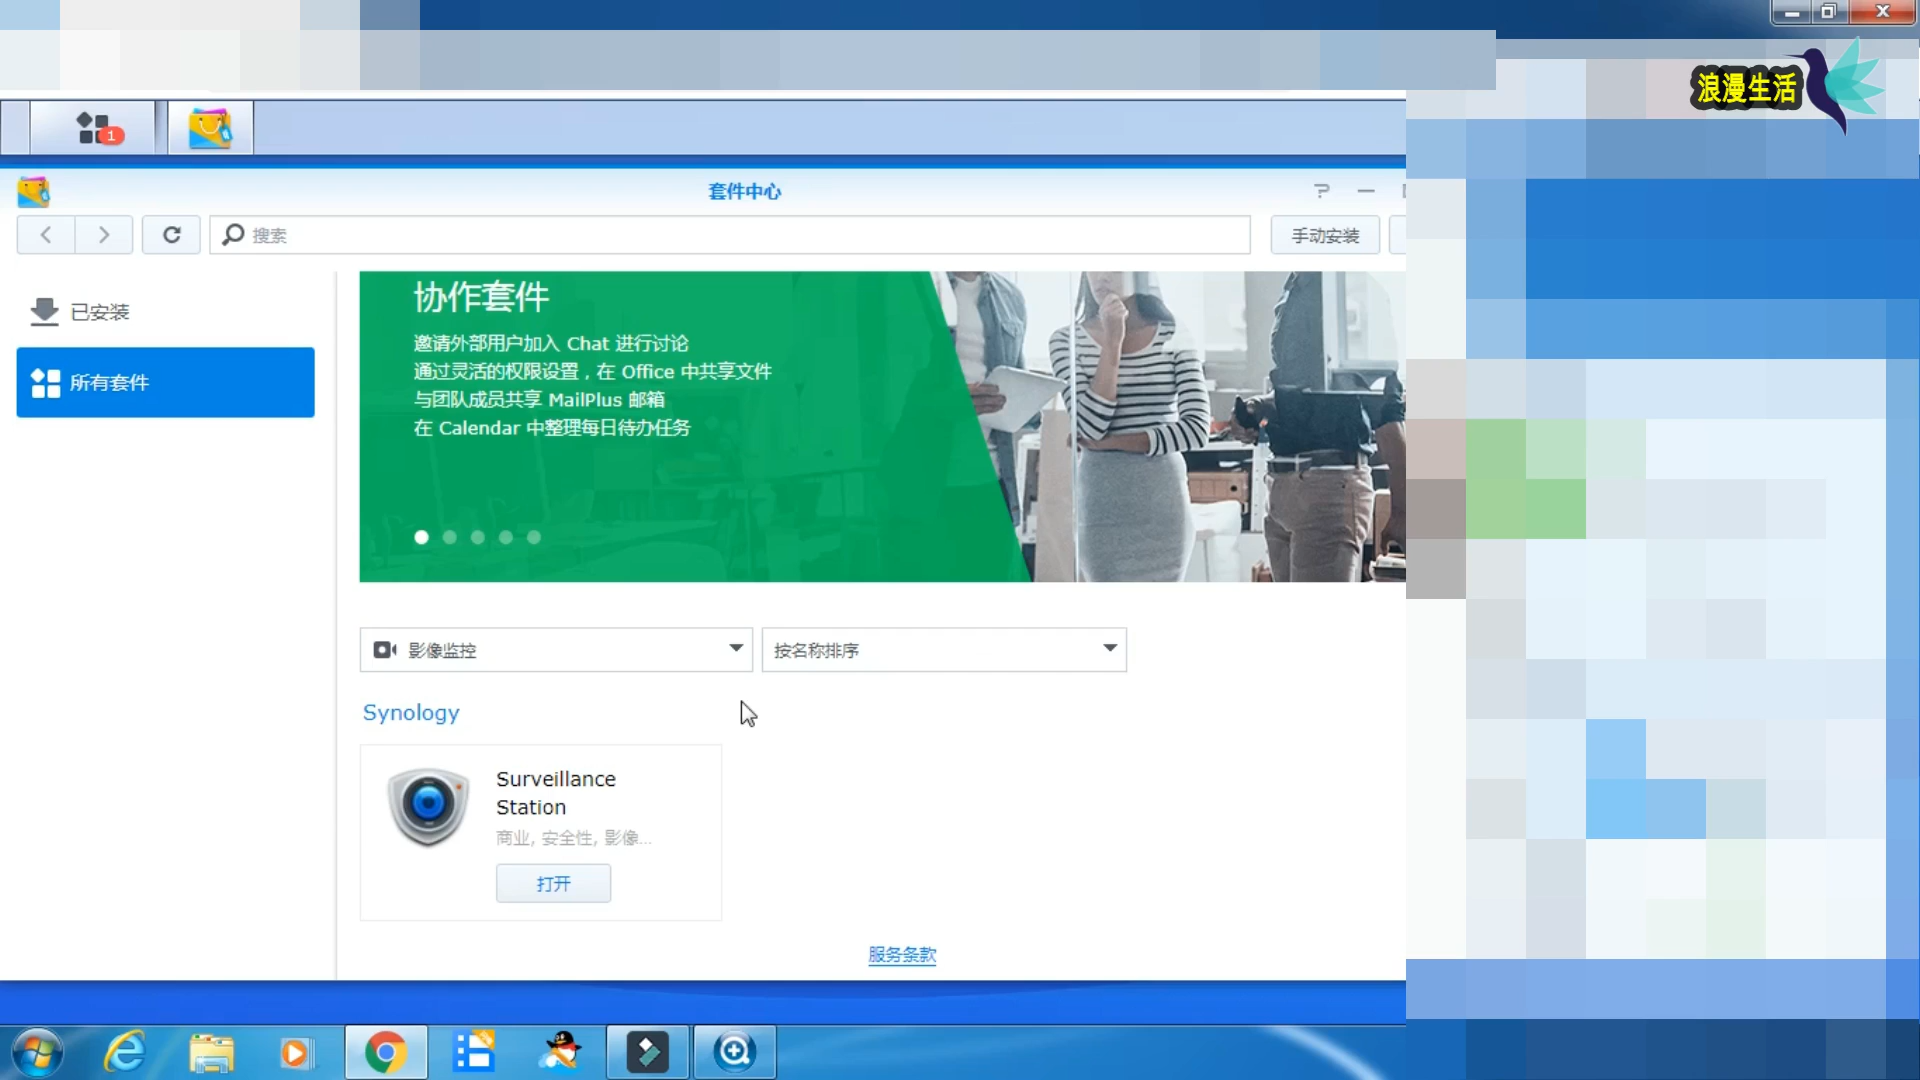 浪漫生活
1
套件中心
搜索
手动安装
已安装
所有套件
协作套件
邀请外部用户加入 Chat 进行讨论
通过灵活的权限设置，在 Office 中共享文件
与团队成员共享 MailPlus 邮箱
在 Calendar 中整理每日待办任务
影像监控
按名称排序
Synology
Surveillance
Station
商业, 安全性, 影像...
打开
服务条款